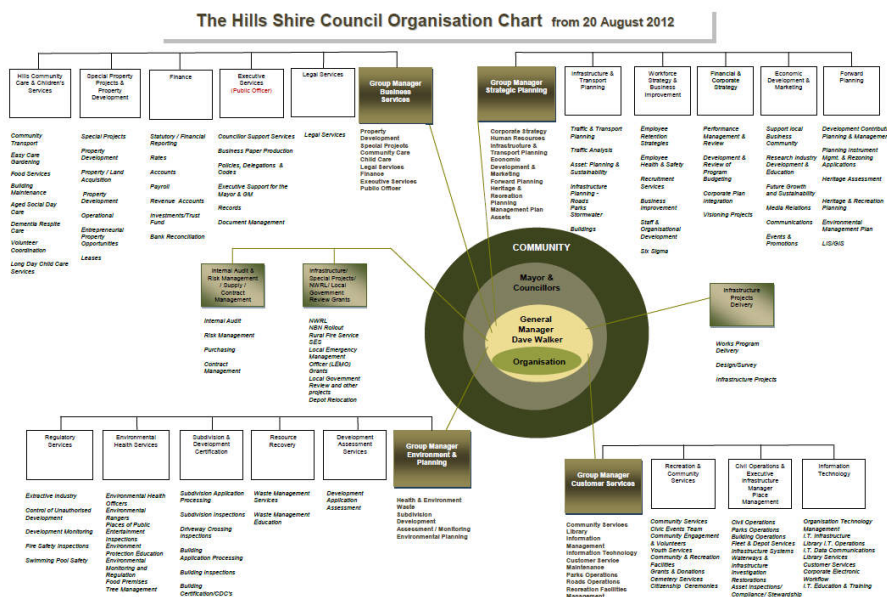 The Hills Shire Council Organisation Chart from 20 August 2012
Hills Community
Care & Children's
Services
Community
Transport
Easy Care
Gardening
Food Services
Building
Maintenance
Aged Social Day
Care
Dementia Respite
Care
Volunteer
Coordination
Long Day Child Care
Services
Special Property
Projects &
Property
Development
Special Projects
Property
Development
Property / Land
Acquisition
Property
Development
Operational
Entrepreneurial
Property
Opportunities
Leases
Finance
Statutory / Financial
Reporting
Rates
Accounts
Payroll
Revenue Accounts
Investments/Trust
Fund
Bank Reconciliation
Executive
Services
(Public Officer)
Councillor Support Services
Business Paper Production
Policies, Delegations &
Codes
Executive Support for the
Mayor & GM
Records
Document Management
Legal Services
Legal Services
Group Manager
Business
Services
Property
Development
Special Projects
Community Care
Child Care
Legal Services
Finance
Executive Services
Public Officer
Group Manager
Strategic Planning
Corporate Strategy
Human Resources
Infrastructure &
Transport Planning
Economic
Development &
Marketing
Forward Planning
Heritage &
Recreation
Planning
Management Plan
Assets
Infrastructure &
Transport
Planning
Traffic & Transport
Planning
Traffic Analysis
Asset: Planning &
Sustainability
Infrastructure
Planning -
Roads
Parks
Stormwater
Buildings
Workforce
Strategy &
Business
Improvement
Employee
Retention
Strategies
Employee
Health & Safety
Recruitment
Services
Business
Improvement
Staff &
Organisational
Development
Six Sigma
Financial &
Corporate
Strategy
Performance
Management &
Review
Development &
Review of
Program
Budgeting
Corporate Plan
Integration
Visioning Projects
Economic
Development &
Marketing
Support local
Business
Community
Research Industry
Development &
Education
Future Growth
and Sustainability
Media Relations
Communications
Events &
Promotions
Forward
Planning
Development Contribut
Planning & Management
Planning Instrument
Mgmt. & Rezoning
Applications
Heritage Assessment
Heritage & Recreation
Planning
Environmental
Management Plan
LIS/GIS
COMMUNITY
Mayor &
Councillors
General
Manager
Dave Walker
Organisation
Internal Audit &
Risk Management
/ Supply /
Contract
Management
Internal Audit
Risk Management
Purchasing
Contract
Management
Infrastructure/
Special Projects/
NWRL/ Local
Government
Review Grants
NWRL
NBN Rollout
Rural Fire Service
SES
Local Emergency
Management
Officer (LEMO)
Grants
Local Government
Review and other
projects
Depot Relocation
Infrastructure
Projects
Delivery
Works Program
Delivery
Design/Survey
Infrastructure Projects
Regulatory
Services
Extractive Industry
Control of Unauthorised
Development
Development Monitoring
Fire Safety Inspections
Swimming Pool Safety
Environmental
Health Services
Environmental Health
Officers
Environmental
Rangers
Places of Public
Entertainment
Inspections
Environment
Protection Education
Environmental
Monitoring and
Regulation
Food Premises
Tree Management
Subdivision &
Development
Certification
Subdivision Application
Processing
Subdivision Inspections
Driveway Crossing
Inspections
Building
Application Processing
Building Inspections
Building
Certification/CDC's
Resource
Recovery
Waste Management
Services
Waste Management
Education
Development
Assessment
Services
Development
Application
Assessment
Group Manager
Environment &
Planning
Health & Environment
Waste
Subdivision
Development
Assessment / Monitoring
Environmental Planning
Group Manager
Customer Services
Community Services
Library
Information
Management
Information Technology
Customer Service
Maintenance
Parks Operations
Roads Operations
Recreation Facilities
Management
Recreation &
Community
Services
Community Services
Civic Events Team
Community Engagement
& Volunteers
Youth Services
Community & Recreation
Facilities
Grants & Donations
Cemetery Services
Citizenship Ceremonies
Civil Operations &
Executive
Infrastructure
Manager
Place Management
Civil Operations
Parks Operations
Building Operations
Fleet & Depot Services
Infrastructure Systems
Waterways &
Infrastructure
Investigation
Restorations
Asset Inspections/
Compliance/ Stewardship
Information
Technology
Organisation Technology
Management
I.T. Infrastructure
Library I.T. Operations
I.T. Data Communications
Library Services
Customer Services
Corporate Electronic
Workflow
I.T. Education & Training